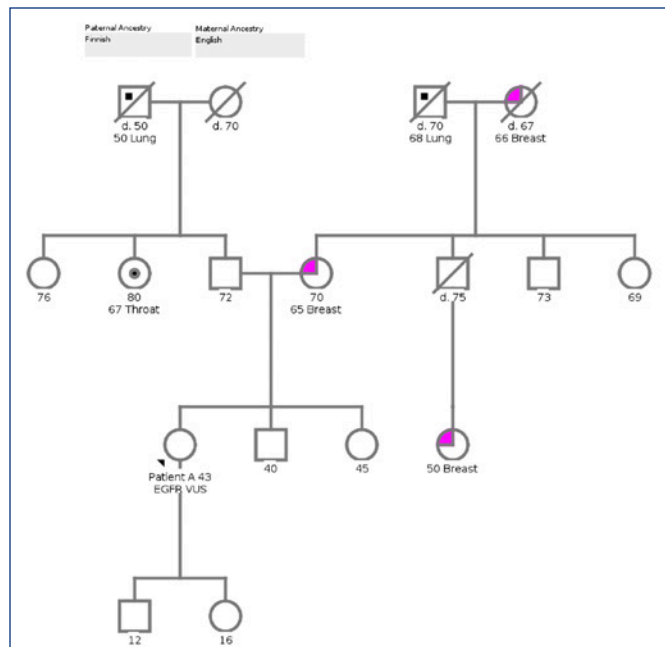 Paternal Ancestry
Maternal Ancestry
Finnish
English
d. 50
50 Lung
d. 70
d. 70
68 Lung
d. 67
66 Breast
76
80
67 Throat
72
70
65 Breast
d. 75
73
69
Patient A 43
EGFR VUS
40
45
50 Breast
12
16